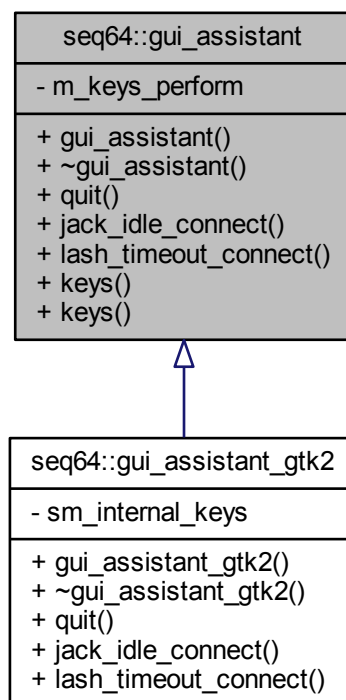 seq64::gui_assistant
- m_keys_perform
+ gui_assistant()
+ ~gui_assistant()
+ quit()
+ jack_idle_connect()
+ lash_timeout_connect()
+ keys()
+ keys()
seq64::gui_assistant_gtk2
- sm_internal_keys
+ gui_assistant_gtk2()
+ ~gui_assistant_gtk2()
+ quit()
+ jack_idle_connect()
+ lash_timeout_connect()